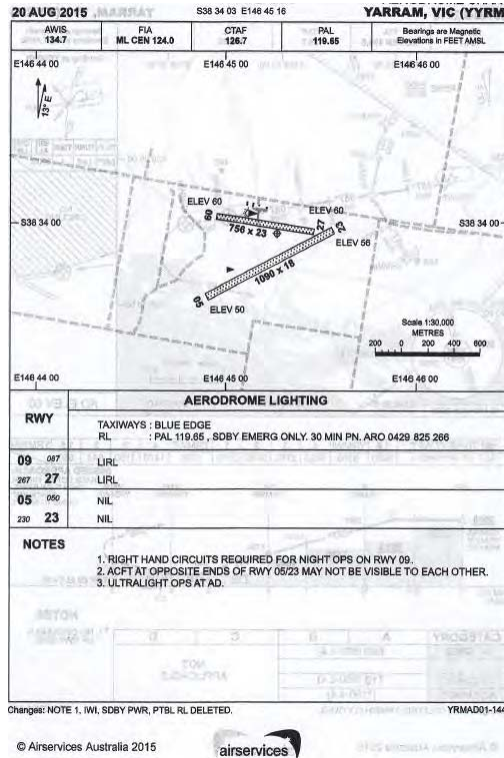 20 AUG 2015 S38 34 03 E146 45 16 YARRAM, VIC (YYRM
AWIS FIA CTAF PAL Bearings are Magnetic
134.7 ML CEN 124.0 126.7 119.65 Elevations in FEET AMSL
E146 44 00 E146 45 00 E146 46 00
13° E
ELEV 60 ELEV 60
09 27 23
S38 34 00 S38 34 00
756 x 23
ELEV 56
1090 x 18
05
ELEV 50
Scale 1:30,000
METRES
200 0 200 400 600
E146 44 00 E146 45 00 E146 46 00
AERODROME LIGHTING
RWY
TAXIWAYS : BLUE EDGE
RL : PAL 119.65 , SDBY EMERG ONLY. 30 MIN PN. ARO 0429 825 266
09 087 LIRL
267 27 LIRL
05 050 NIL
230 23 NIL
NOTES
1. RIGHT HAND CIRCUITS REQUIRED FOR NIGHT OPS ON RWY 09.
2. ACFT AT OPPOSITE ENDS OF RWY 05/23 MAY NOT BE VISIBLE TO EACH OTHER.
3. ULTRALIGHT OPS AT AD.
Changes: NOTE 1, IWI, SDBY PWR, PTBL RL DELETED. YRMAD01-144
© Airservices Australia 2015
airservices